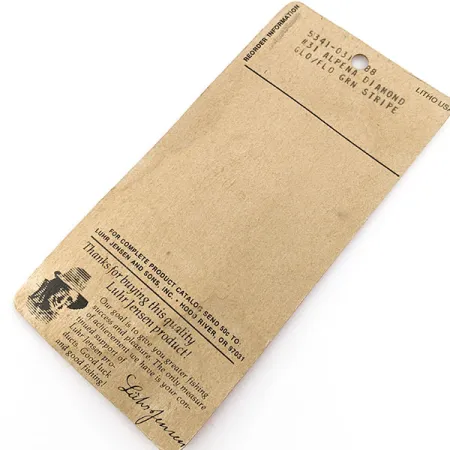 REORDER INFORMATION
#31 ALPENA DIAMOND
GLO/FLO GRN STRIPE
LITHO USA
FOR COMPLETE PRODUCT CATALOG SEND 50¢ TO:
LUHR JENSEN AND SONS, INC. • HOOD RIVER, OR 97031
Thanks for buying this quality
Luhr Jensen product!
Our goal is to give you greater fishing
success and pleasure. The only measure
of achievement we have is your con-
tinued support of
Luhr Jensen pro-
ducts. Good luck
and good fishing!
Luhr Jensen